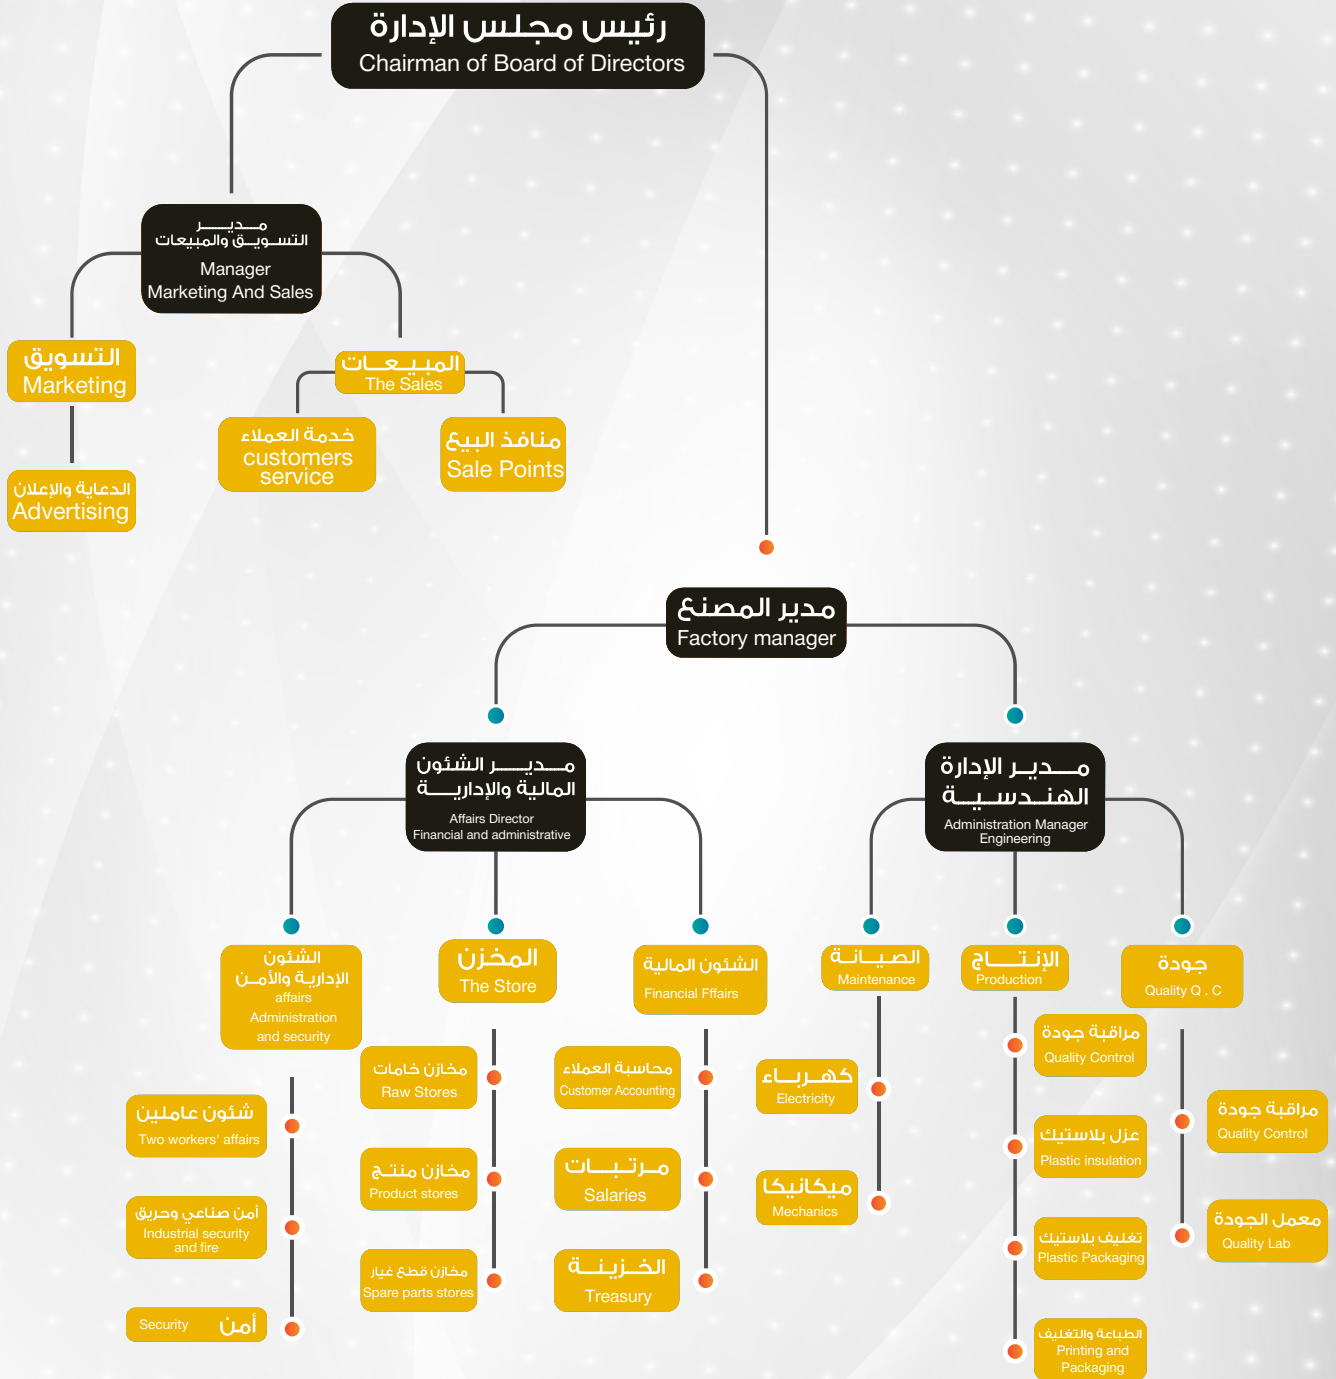 رئيس مجلس الإدارة
Chairman of Board of Directors
مدير
التسويق والمبيعات
Manager
Marketing And Sales
التسويق
Marketing
الدعاية والإعلان
Advertising
المبيعات
The Sales
خدمة العملاء
customers
service
منافذ البيع
Sale Points
مدير المصنع
Factory manager
مدير الشئون
المالية والإدارية
Affairs Director
Financial and administrative
مدير الإدارة
الهندسية
Administration Manager
Engineering
الشئون
الإدارية والأمن
affairs
Administration
and security
شئون عاملين
Two workers' affairs
أمن صناعي وحريق
Industrial security
and fire
Security أمن
المخزن
The Store
مخازن خامات
Raw Stores
مخازن منتج
Product stores
مخازن قطع غيار
Spare parts stores
الشئون المالية
Financial Fffairs
محاسبة العملاء
Customer Accounting
مرتبات
Salaries
الخزينة
Treasury
الصيانة
Maintenance
كهرباء
Electricity
ميكانيكا
Mechanics
الإنتاج
Production
مراقبة جودة
Quality Control
عزل بلاستيك
Plastic insulation
تغليف بلاستيك
Plastic Packaging
الطباعة والتغليف
Printing and
Packaging
جودة
Quality Q . C
مراقبة جودة
Quality Control
معمل الجودة
Quality Lab